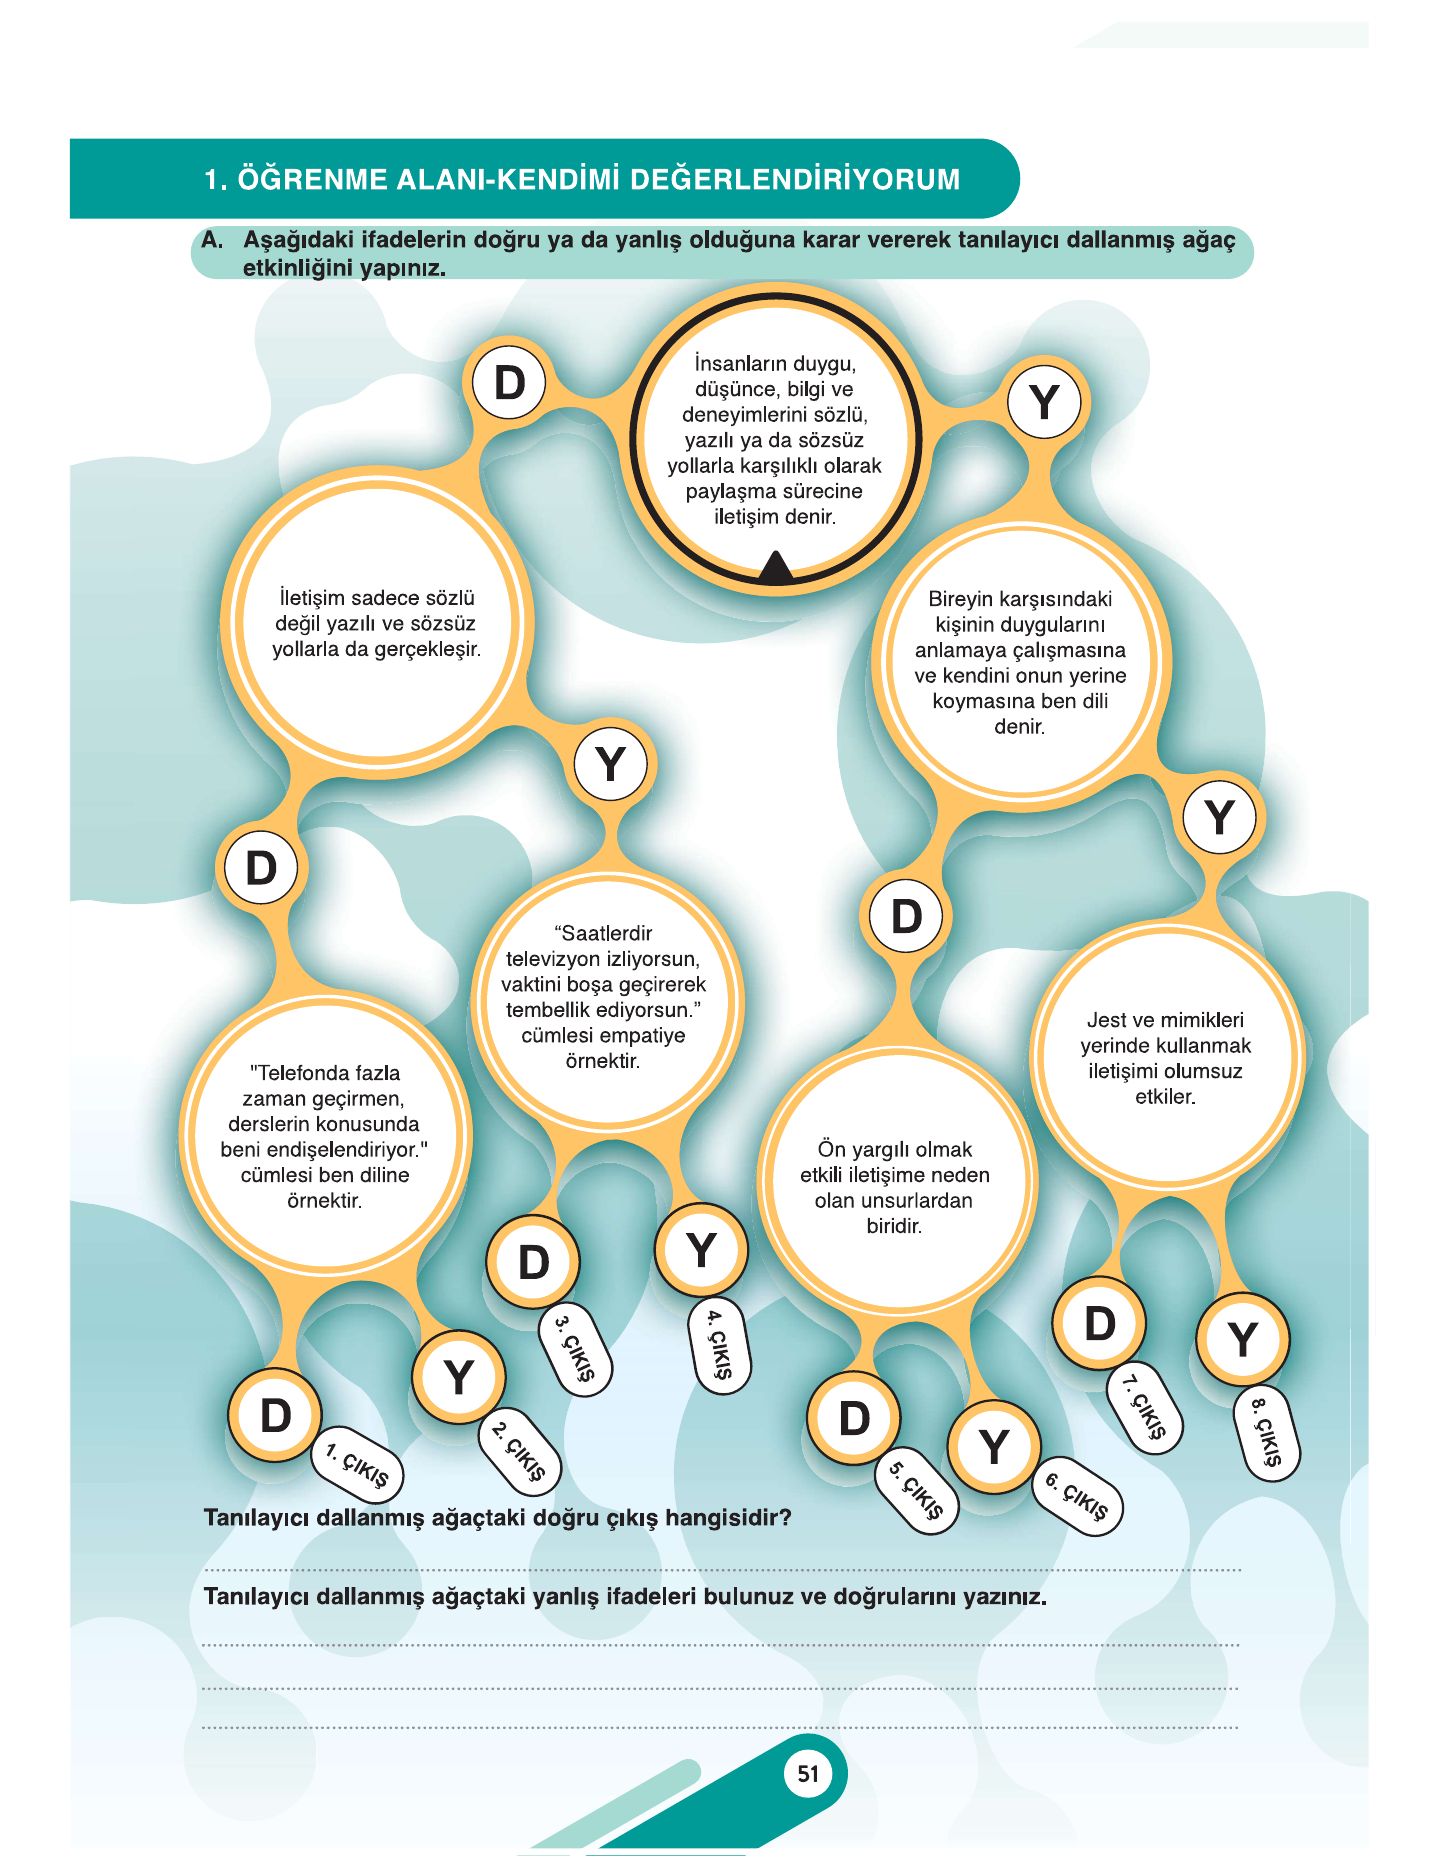 1. ÖĞRENME ALANI-KENDİMİ DEĞERLENDİRİYORUM
A. Aşağıdaki ifadelerin doğru ya da yanlış olduğuna karar vererek tanılayıcı dallanmış ağaç
etkinliğini yapınız.
İnsanların duygu,
düşünce, bilgi ve
deneyimlerini sözlü,
yazılı ya da sözsüz
yollarla karşılıklı olarak
paylaşma sürecine
iletişim denir.
D
Y
İletişim sadece sözlü
değil yazılı ve sözsüz
yollarla da gerçekleşir.
Bireyin karşısındaki
kişinin duygularını
anlamaya çalışmasına
ve kendini onun yerine
koymasına ben dili
denir.
D
Y
D
Y
"Telefonda fazla
zaman geçirmen,
derslerin konusunda
beni endişelendiriyor."
cümlesi ben diline
örnektir.
“Saatlerdir
televizyon izliyorsun,
vaktini boşa geçirerek
tembellik ediyorsun.”
cümlesi empatiye
örnektir.
Ön yargılı olmak
etkili iletişime neden
olan unsurlardan
biridir.
Jest ve mimikleri
yerinde kullanmak
iletişimi olumsuz
etkiler.
D
1. ÇIKIŞ
Y
2. ÇIKIŞ
D
3. ÇIKIŞ
Y
4. ÇIKIŞ
D
5. ÇIKIŞ
Y
6. ÇIKIŞ
D
7. ÇIKIŞ
Y
8. ÇIKIŞ
Tanılayıcı dallanmış ağaçtaki doğru çıkış hangisidir?
Tanılayıcı dallanmış ağaçtaki yanlış ifadeleri bulunuz ve doğrularını yazınız.
51